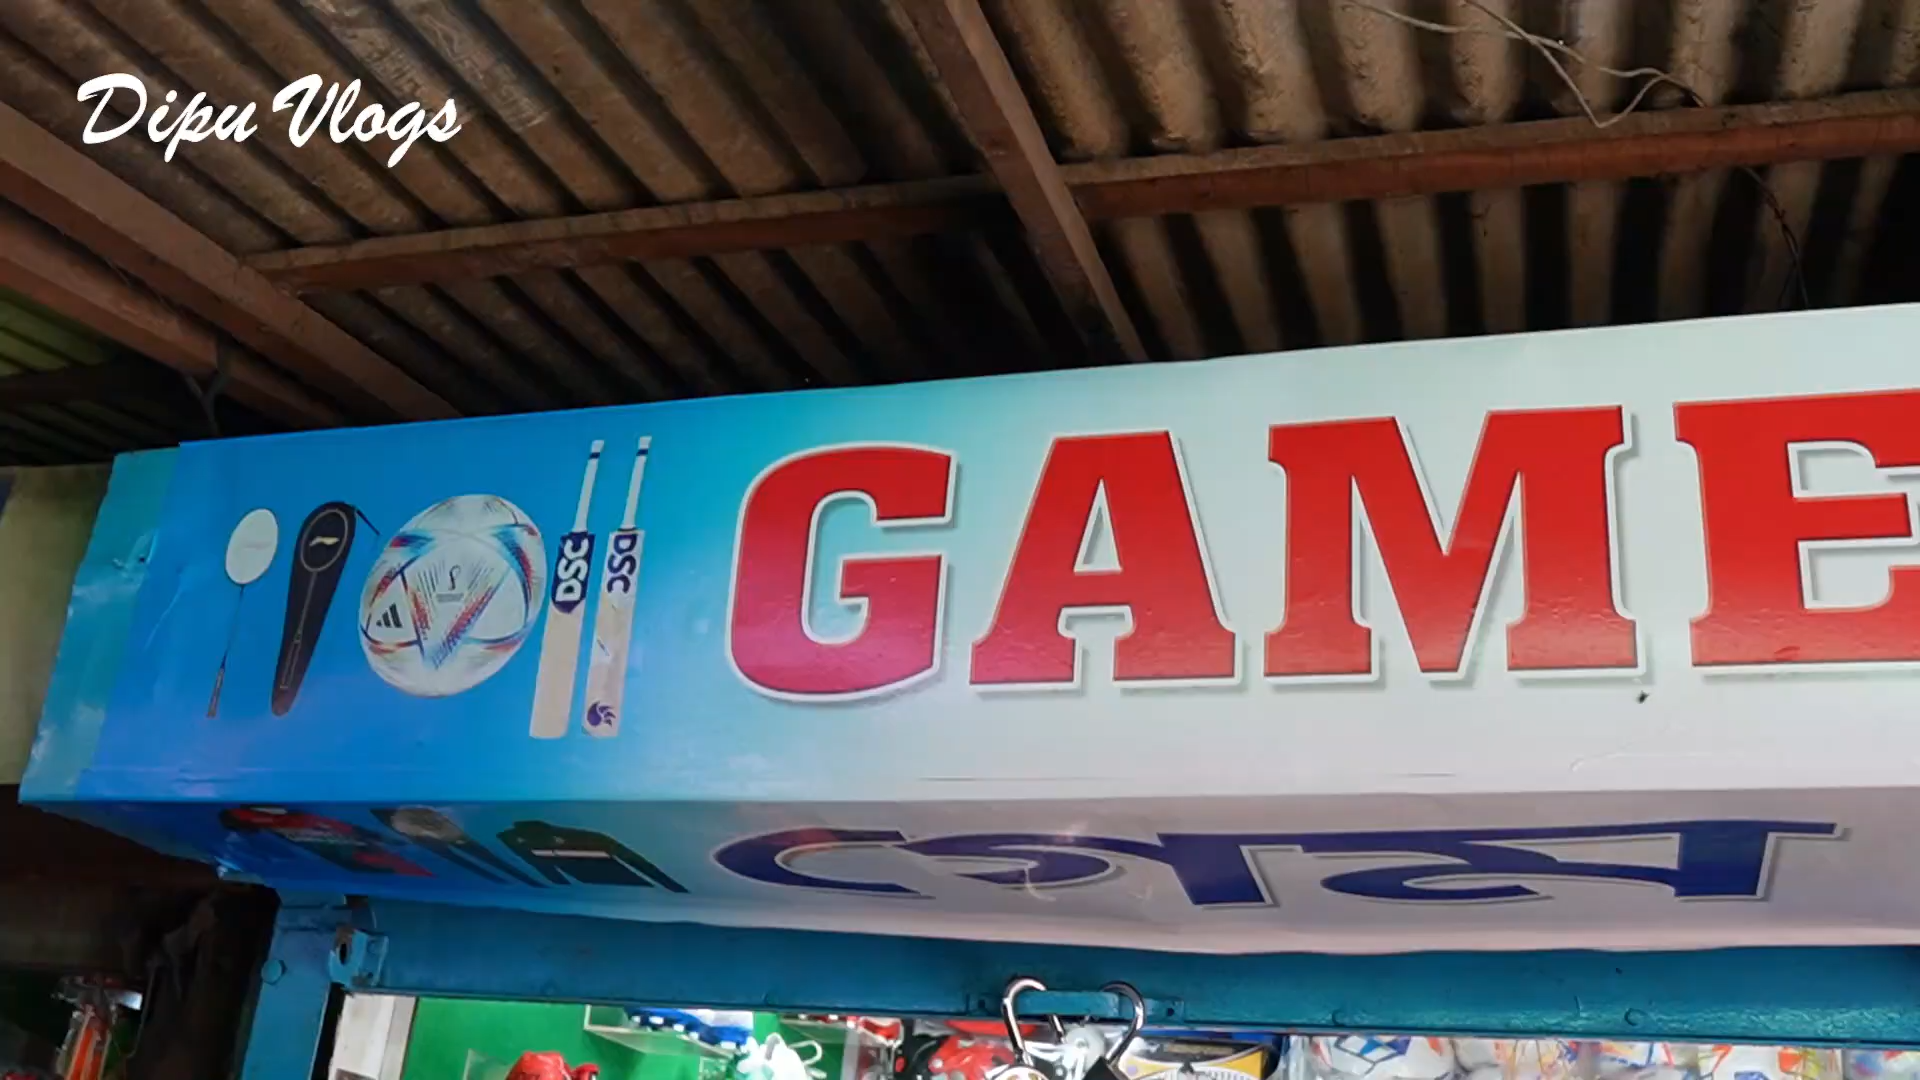 Dipu Vlogs
GAME
DSC
DSC
গেম